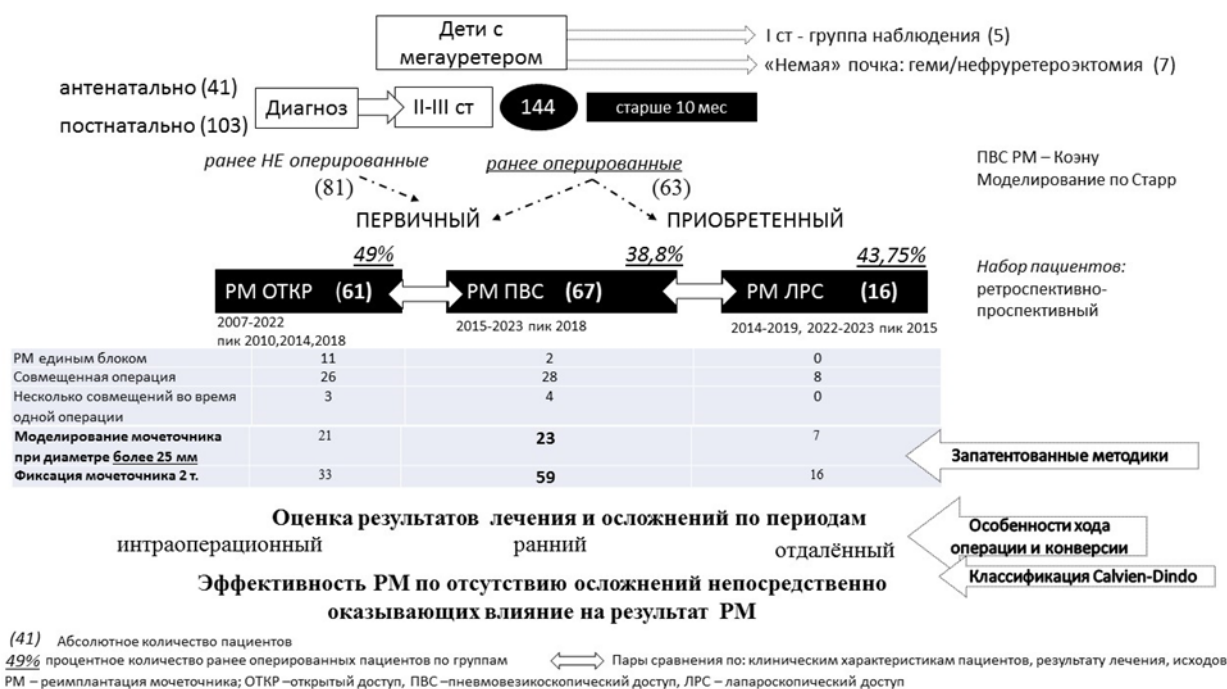 Дети с
мегауретером
I ст - группа наблюдения (5)
«Немая» почка: геми/нефруретероэктомия (7)
антенатально (41)
постнатально (103)
Диагноз
II-III ст
144
старше 10 мес
ранее НЕ оперированные
(81)
ранее оперированные
(63)
ПВС РМ – Коэну
Моделирование по Старр
ПЕРВИЧНЫЙ
ПРИОБРЕТЕННЫЙ
49%
38,8%
43,75%
РМ ОТКР (61)
РМ ПВС (67)
РМ ЛРС (16)
Набор пациентов:
ретроспективно-
проспективный
2007-2022
пик 2010,2014,2018
2015-2023 пик 2018
2014-2019, 2022-2023 пик 2015
РМ единым блоком 11 2 0
Совмещенная операция 26 28 8
Несколько совмещений во время 3 4 0
одной операции
Моделирование мочеточника 21 23 7
при диаметре более 25 мм
Фиксация мочеточника 2 т. 33 59 16
Запатентованные методики
Оценка результатов лечения и осложнений по периодам
интраоперационный ранний отдалённый
Особенности хода
операции и конверсии
Классификация Calvien-Dindo
Эффективность РМ по отсутствию осложнений непосредственно
оказывающих влияние на результат РМ
(41) Абсолютное количество пациентов
49% процентное количество ранее оперированных пациентов по группам
Пары сравнения по: клиническим характеристикам пациентов, результату лечения, исходов
РМ – реимплантация мочеточника; ОТКР –открытый доступ, ПВС –пневмовезикоскопический доступ, ЛРС – лапароскопический доступ